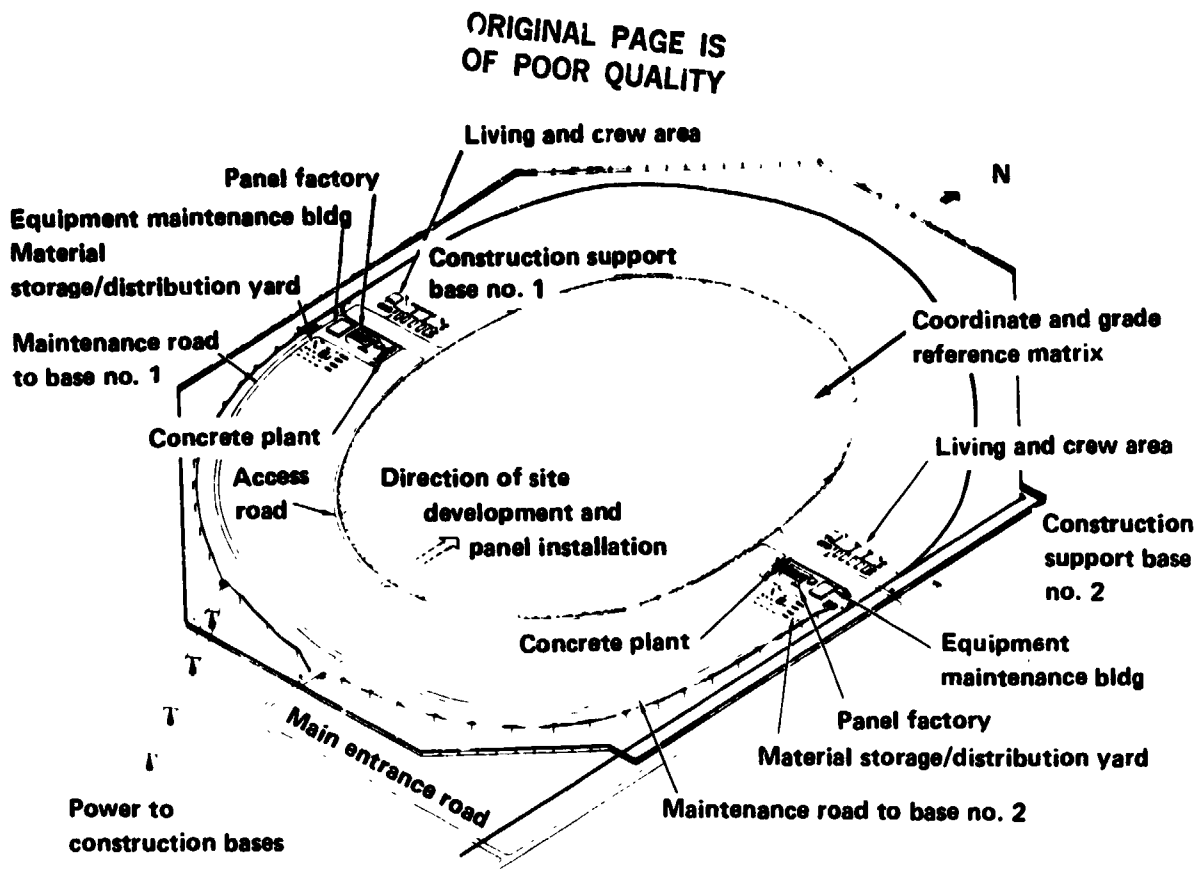 ORIGINAL PAGE IS
OF POOR QUALITY
Living and crew area
Panel factory
N
Equipment maintenance bldg
Material
storage/distribution yard
Construction support
base no. 1
Coordinate and grade
reference matrix
Maintenance road
to base no. 1
Concrete plant
Living and crew area
Access
road
Direction of site
development and
panel installation
Construction
support base
no. 2
Concrete plant
Equipment
maintenance bldg
Panel factory
Main entrance road
Material storage/distribution yard
Maintenance road to base no. 2
Power to
construction bases